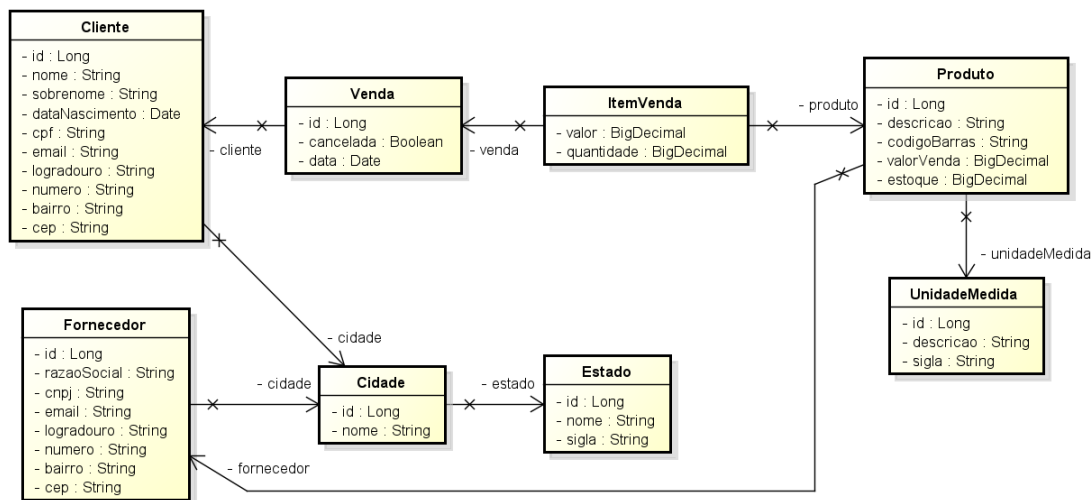 Cliente
- id : Long
- nome : String
- sobrenome : String
- dataNascimento : Date
- cpf : String
- email : String
- logradouro : String
- numero : String
- bairro : String
- cep : String
- cliente
Venda
- id : Long
- cancelada : Boolean
- data : Date
- venda
ItemVenda
- valor : BigDecimal
- quantidade : BigDecimal
- produto
Produto
- id : Long
- descricao : String
- codigoBarras : String
- valorVenda : BigDecimal
- estoque : BigDecimal
- unidadeMedida
UnidadeMedida
- id : Long
- descricao : String
- sigla : String
Fornecedor
- id : Long
- razaoSocial : String
- cnpj : String
- email : String
- logradouro : String
- numero : String
- bairro : String
- cep : String
- cidade
- cidade
Cidade
- id : Long
- nome : String
- estado
Estado
- id : Long
- nome : String
- sigla : String
- fornecedor